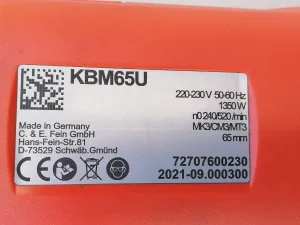 KBM65U
220-230 V 50-60 Hz
1350 W
n0 240/520 /min
MK3/CM3/MT3
65 mm
Made in Germany
C. & E. Fein GmbH
Hans-Fein-Str.81
D-73529 Schwäb.Gmünd
72707600230
2021-09.000300
CE